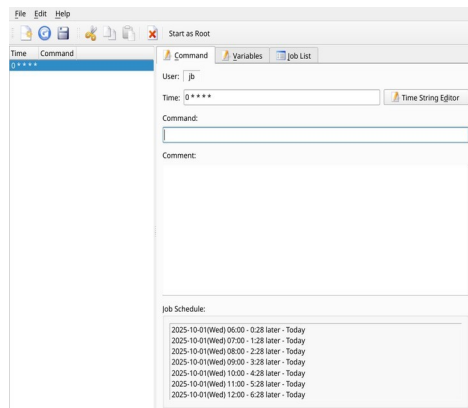 File Edit Help
Start as Root
Time Command
0 * * * *
Command Variables Job List
User: jb
Time: 0 * * * * Time String Editor
Command:
Comment:
Job Schedule:
2025-10-01(Wed) 06:00 - 0:28 later - Today
2025-10-01(Wed) 07:00 - 1:28 later - Today
2025-10-01(Wed) 08:00 - 2:28 later - Today
2025-10-01(Wed) 09:00 - 3:28 later - Today
2025-10-01(Wed) 10:00 - 4:28 later - Today
2025-10-01(Wed) 11:00 - 5:28 later - Today
2025-10-01(Wed) 12:00 - 6:28 later - Today